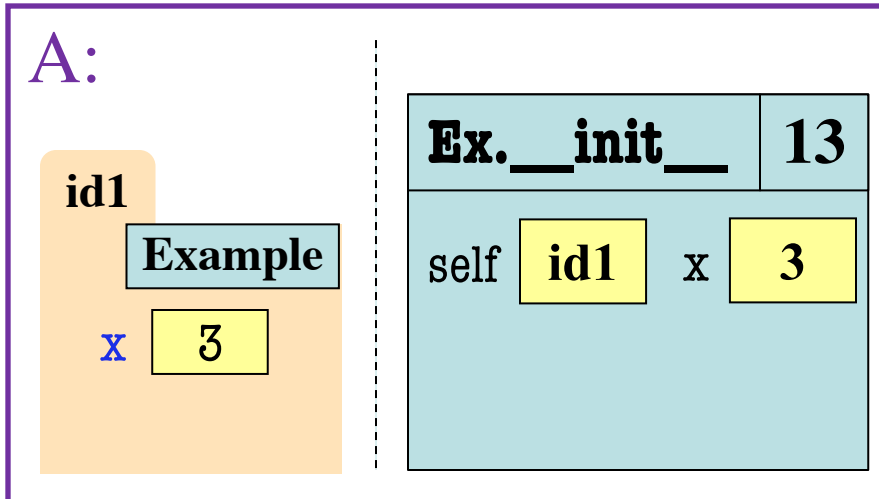 A:
id1
Example
x 3
Ex.__init__ 13
self id1 x 3